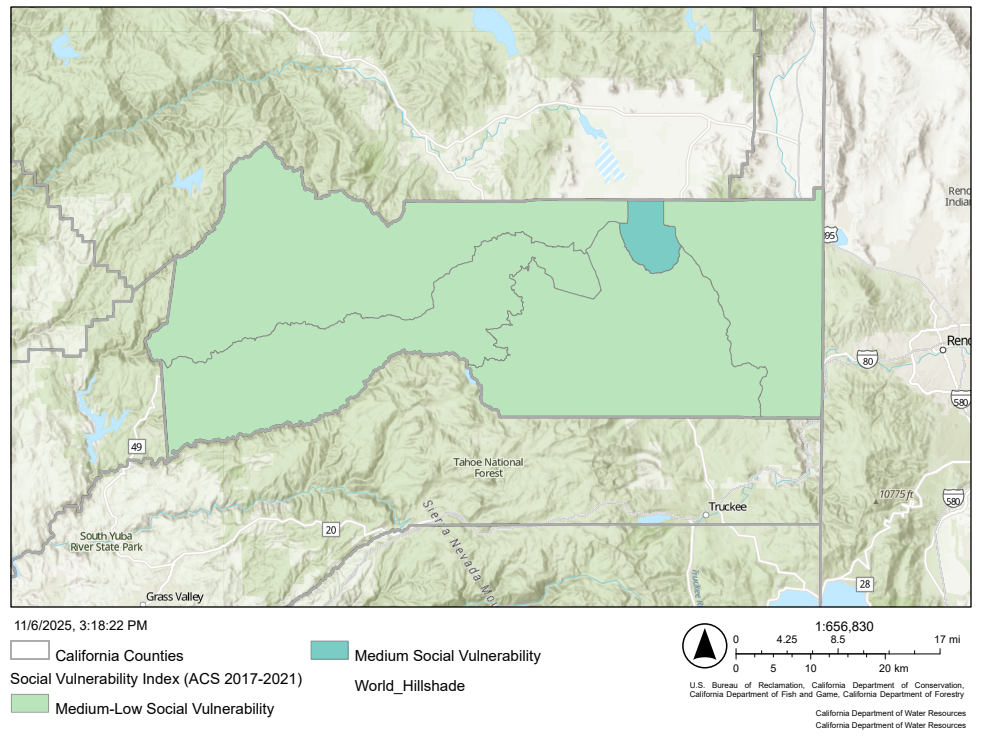 Reno
India
95
80
Reno
580
49
Tahoe National
Forest
10775 ft
580
Truckee
20
South Yuba
River State Park
Sierra Nevada Mou
Truckee R
28
Grass Valley
11/6/2025, 3:18:22 PM
California Counties
Social Vulnerability Index (ACS 2017-2021)
Medium-Low Social Vulnerability
Medium Social Vulnerability
World_Hillshade
1:656,830
0 4.25 8.5 17 mi
0 5 10 20 km
U.S. Bureau of Reclamation, California Department of Conservation,
California Department of Fish and Game, California Department of Forestry
California Department of Water Resources
California Department of Water Resources